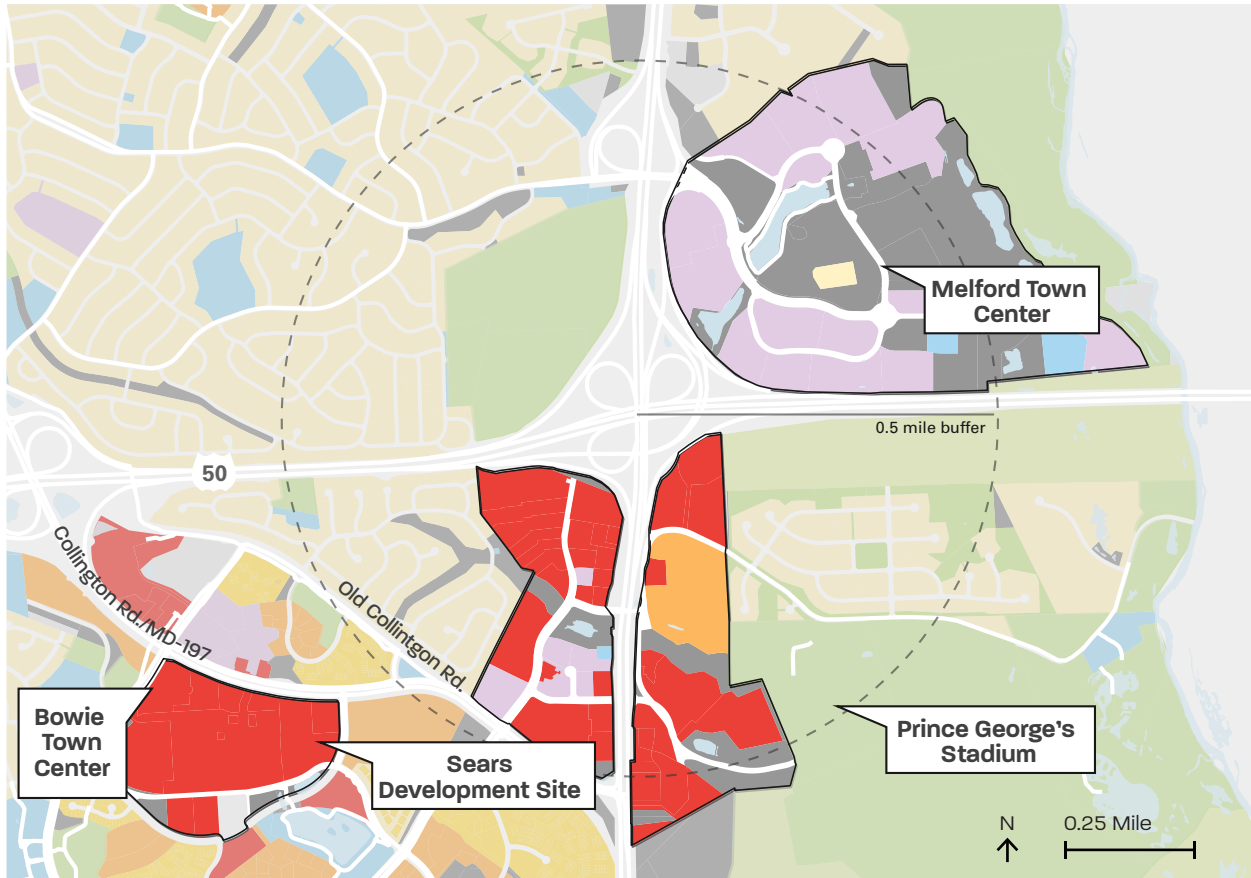 Melford Town
Center
0.5 mile buffer
50
Collington Rd./MD-197
Old Collintgon Rd.
Bowie
Town
Center
Sears
Development Site
Prince George's
Stadium
N
0.25 Mile